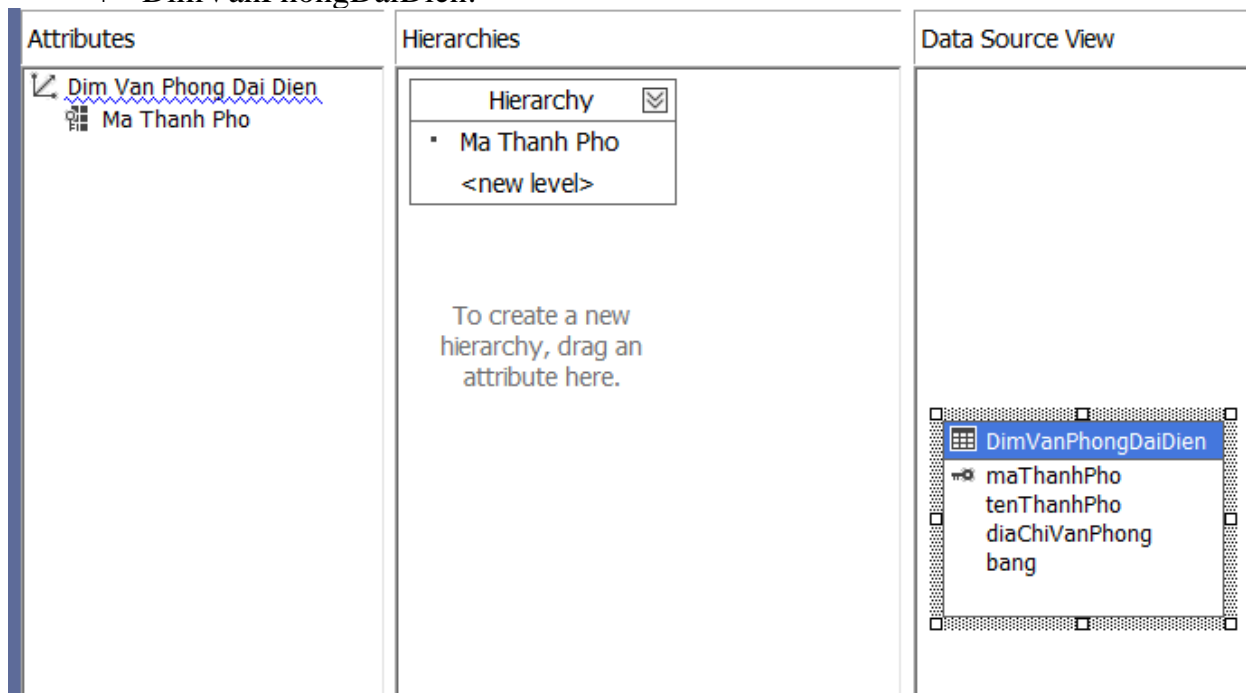 DimVanPhongDaiDien:
Attributes
Hierarchies
Data Source View
Dim Van Phong Dai Dien
Ma Thanh Pho
Hierarchy
Ma Thanh Pho
<new level>
To create a new
hierarchy, drag an
attribute here.
DimVanPhongDaiDien
maThanhPho
tenThanhPho
diaChiVanPhong
bang